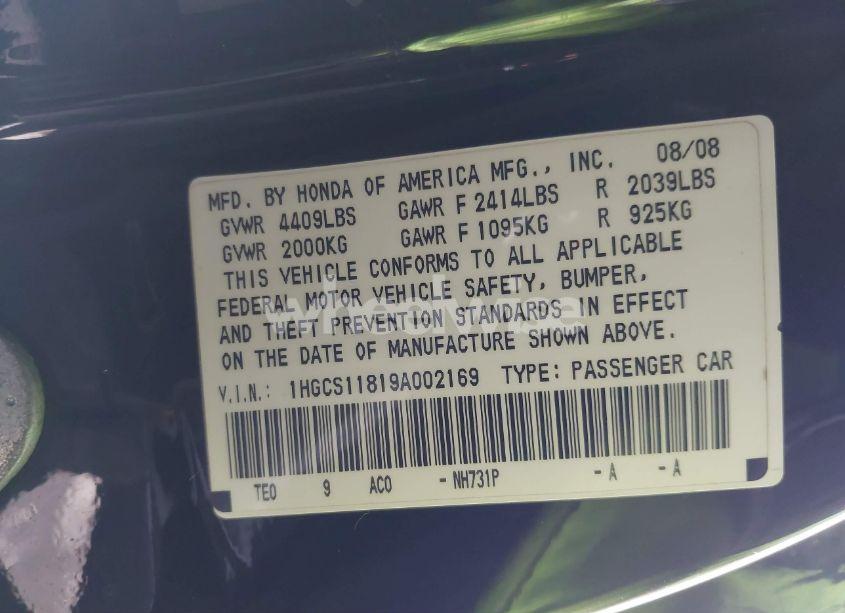 MFD. BY HONDA OF AMERICA MFG., INC. 08/08
GVWR 4409LBS GAWR F 2414LBS R 2039LBS
GVWR 2000KG GAWR F 1095KG R 925KG
THIS VEHICLE CONFORMS TO ALL APPLICABLE
FEDERAL MOTOR VEHICLE SAFETY, BUMPER,
AND THEFT PREVENTION STANDARDS IN EFFECT
ON THE DATE OF MANUFACTURE SHOWN ABOVE.
V.I.N.: 1HGCS11819A002169 TYPE: PASSENGER CAR
TE0 9 AC0 - NH731P - A - A
wheelwise